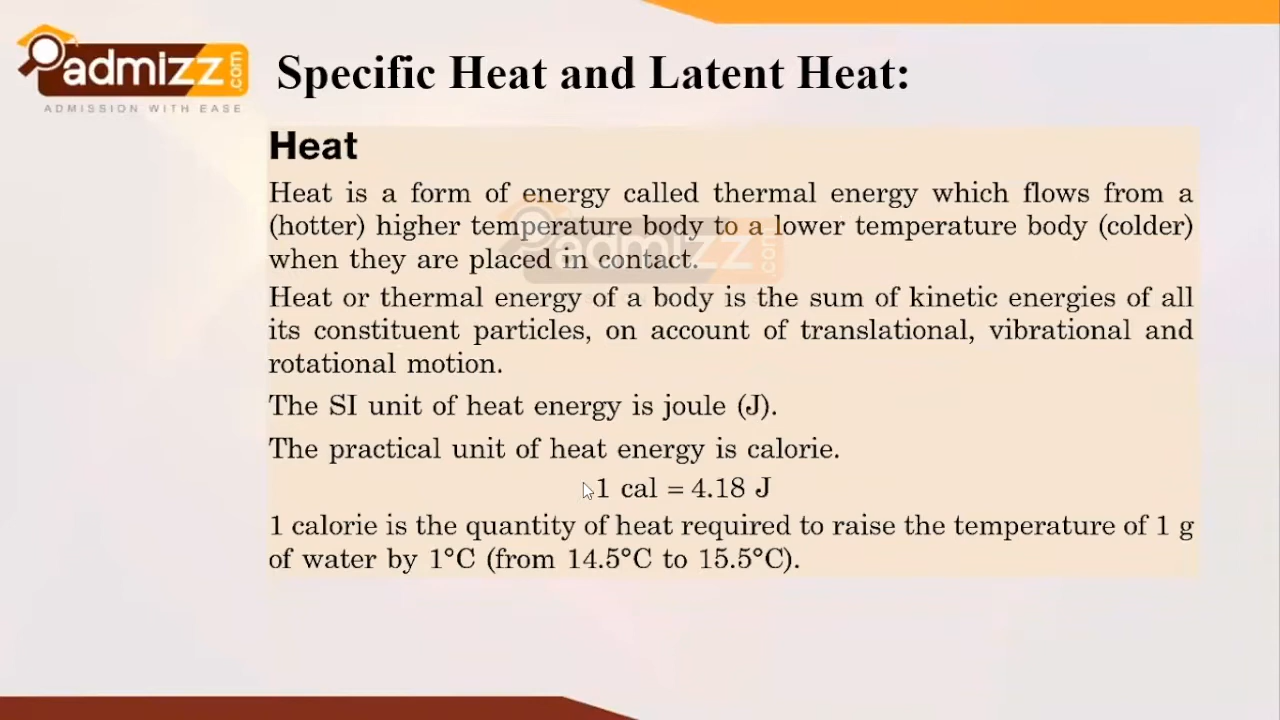 admizz
.com
ADMISSION WITH EASE
Specific Heat and Latent Heat:
Heat
Heat is a form of energy called thermal energy which flows from a
(hotter) higher temperature body to a lower temperature body (colder)
when they are placed in contact.
admizz
.com
Heat or thermal energy of a body is the sum of kinetic energies of all
its constituent particles, on account of translational, vibrational and
rotational motion.
The SI unit of heat energy is joule (J).
The practical unit of heat energy is calorie.
1 cal = 4.18 J
1 calorie is the quantity of heat required to raise the temperature of 1 g
of water by 1°C (from 14.5°C to 15.5°C).